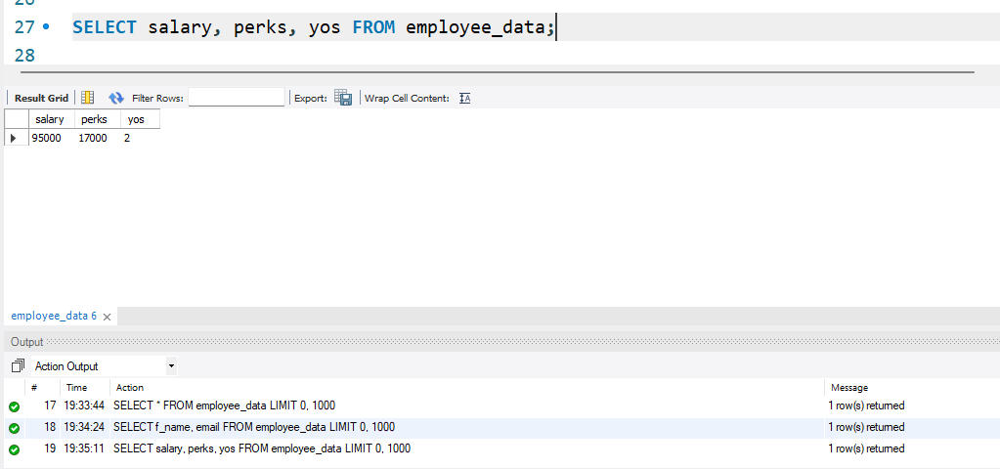 26
27 SELECT salary, perks, yos FROM employee_data;
28
Result Grid Filter Rows: Export: Wrap Cell Content:
salary perks yos
95000 17000 2
employee_data 6
Output
Action Output
# Time Action Message
17 19:33:44 SELECT * FROM employee_data LIMIT 0, 1000 1 row(s) returned
18 19:34:24 SELECT f_name, email FROM employee_data LIMIT 0, 1000 1 row(s) returned
19 19:35:11 SELECT salary, perks, yos FROM employee_data LIMIT 0, 1000 1 row(s) returned